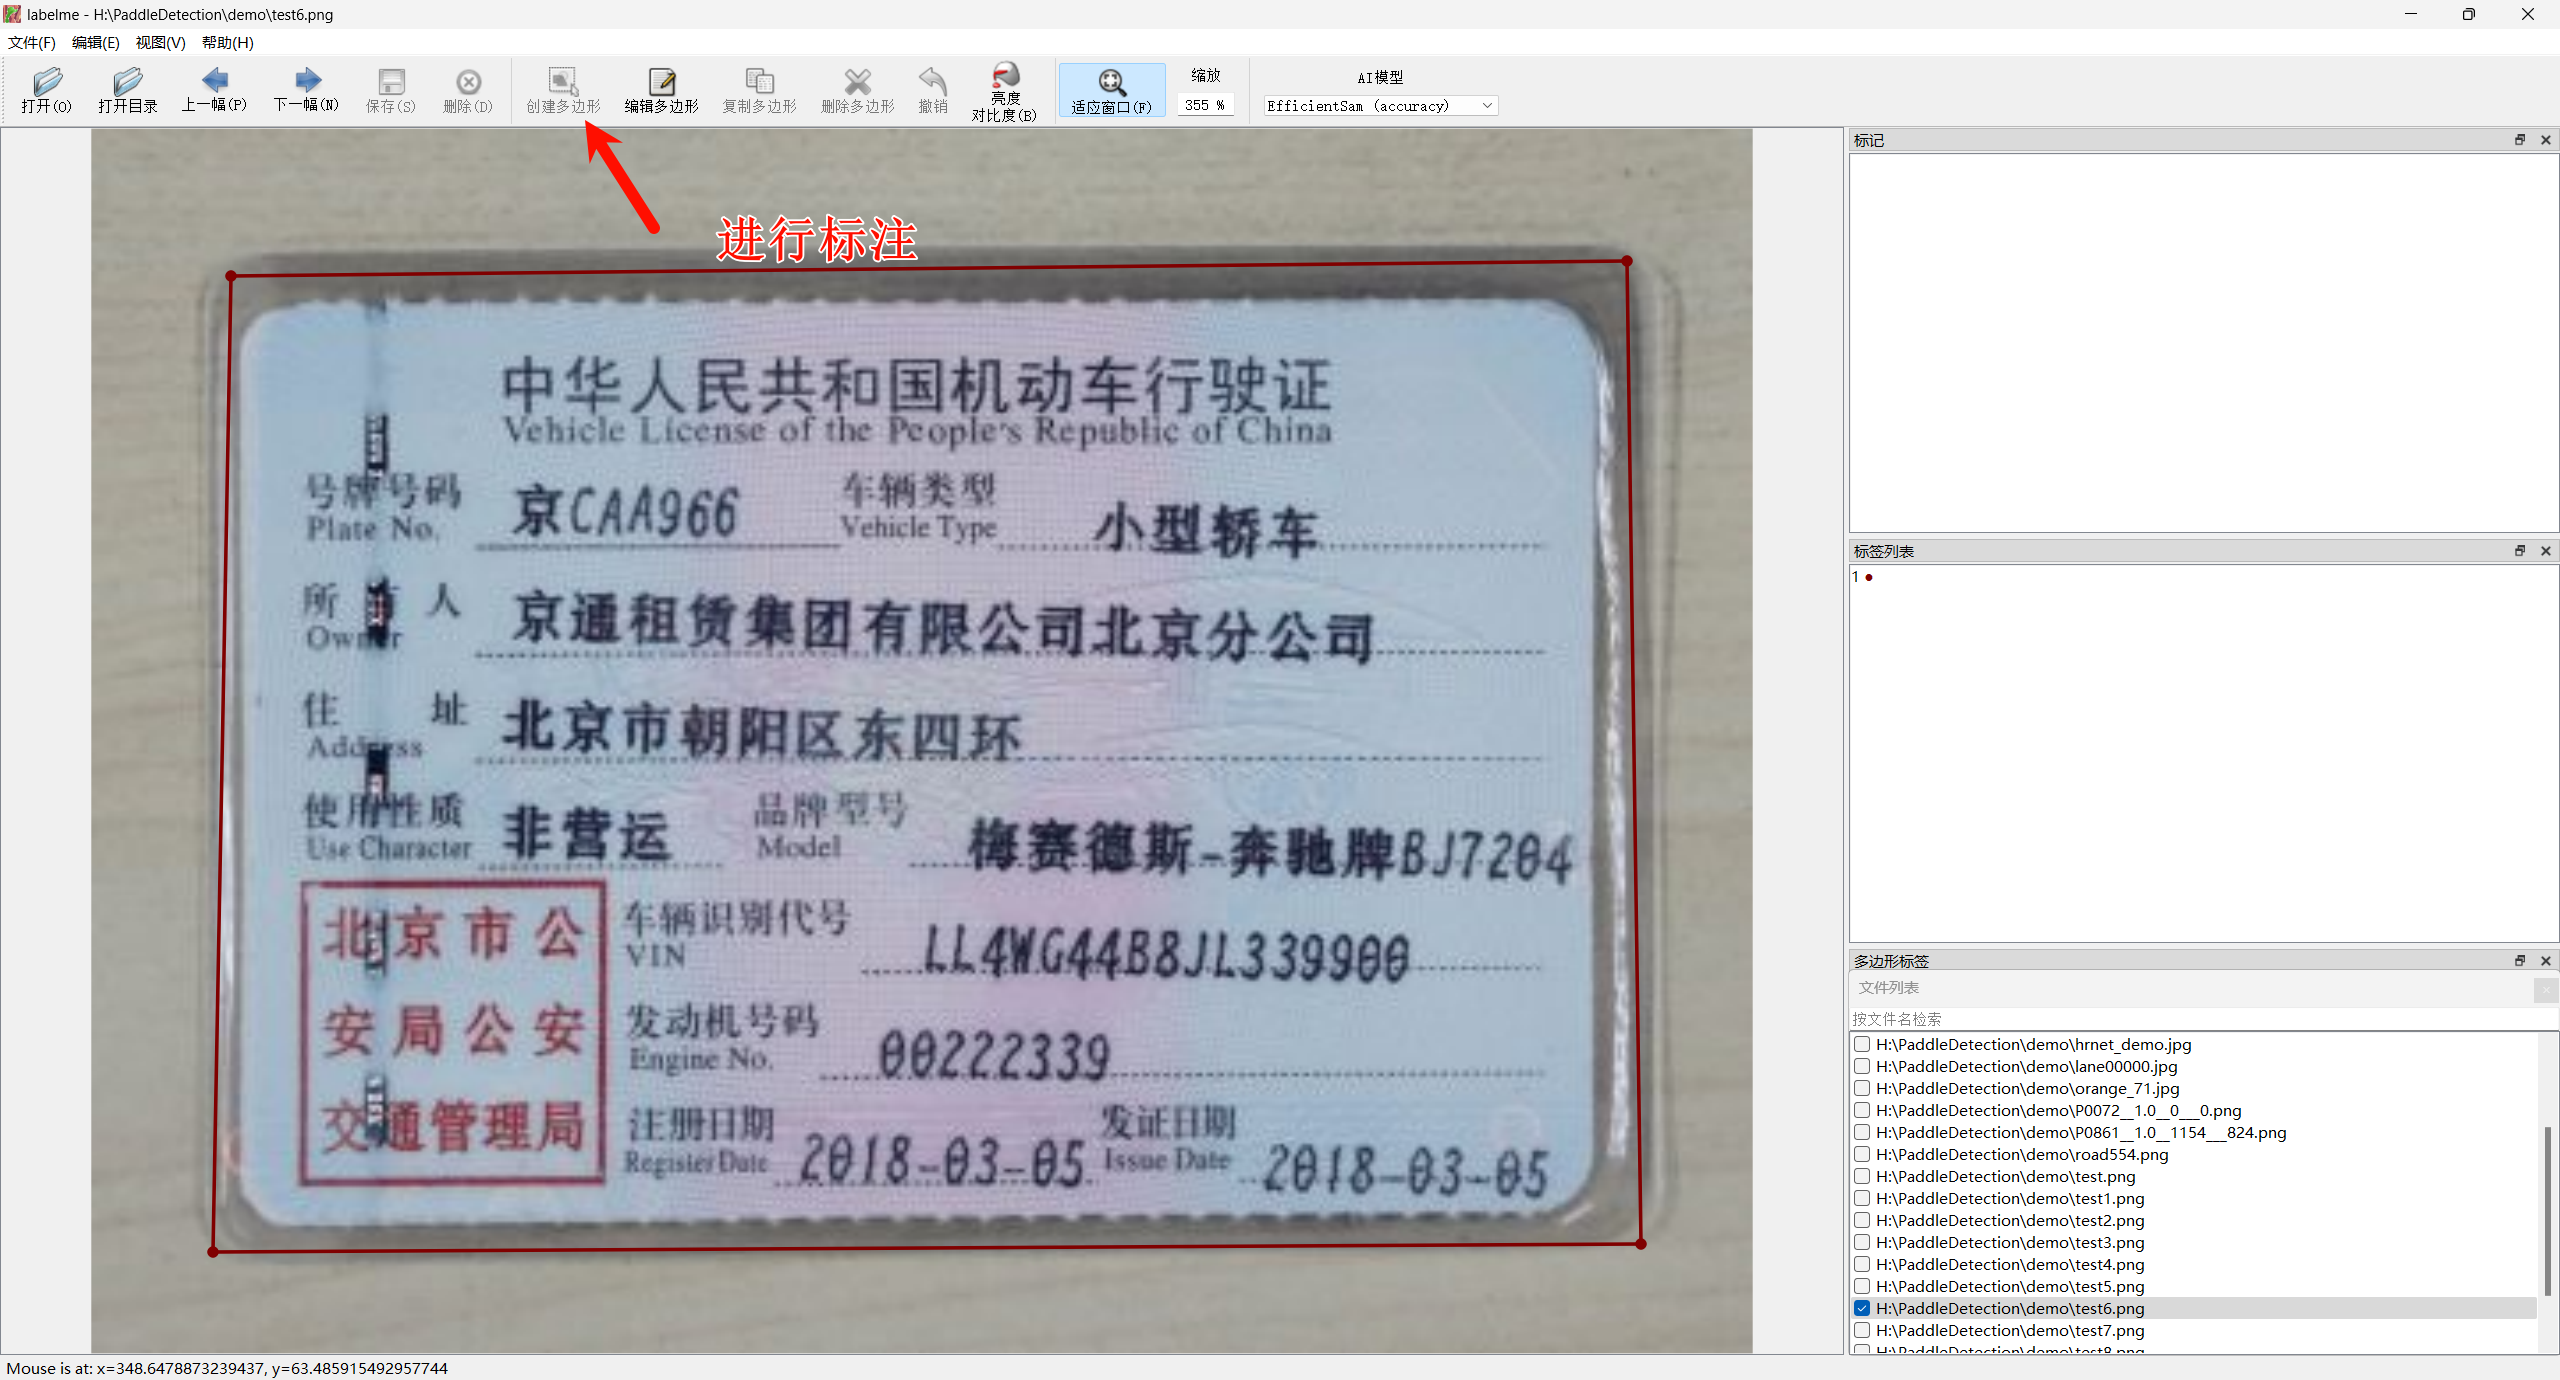 labelme - H:\PaddleDetection\demo\test6.png
文件(F) 编辑(E) 视图(V) 帮助(H)
打开(O) 打开目录 上一幅(P) 下一幅(N) 保存(S) 删除(D) 创建多边形 编辑多边形 复制多边形 删除多边形 撤销 亮度对比度(B) 适应窗口(F)
缩放
355 %
AI模型
EfficientSam (accuracy)
进行标注
中华人民共和国机动车行驶证
Vehicle License of the People's Republic of China
号牌号码 京CAA966 车辆类型 小型轿车
Plate No. Vehicle Type
所有人 京通租赁集团有限公司北京分公司
Owner
住址 北京市朝阳区东四环
Address
使用性质 非营运 品牌型号 梅赛德斯-奔驰牌BJ7204
Use Character Model
北京市公
安局公安
交通管理局
车辆识别代号 LL4WG44B8JL339900
VIN
发动机号码 00222339
Engine No.
注册日期 2018-03-05 发证日期 2018-03-05
Register Date Issue Date
标记
标签列表
1
多边形标签
文件列表
按文件名检索
H:\PaddleDetection\demo\hrnet_demo.jpg
H:\PaddleDetection\demo\lane00000.jpg
H:\PaddleDetection\demo\orange_71.jpg
H:\PaddleDetection\demo\P0072__1.0__0___0.png
H:\PaddleDetection\demo\P0861__1.0__1154___824.png
H:\PaddleDetection\demo\road554.png
H:\PaddleDetection\demo\test.png
H:\PaddleDetection\demo\test1.png
H:\PaddleDetection\demo\test2.png
H:\PaddleDetection\demo\test3.png
H:\PaddleDetection\demo\test4.png
H:\PaddleDetection\demo\test5.png
H:\PaddleDetection\demo\test6.png
H:\PaddleDetection\demo\test7.png
H:\PaddleDetection\demo\test8.png
Mouse is at: x=348.6478873239437, y=63.485915492957744